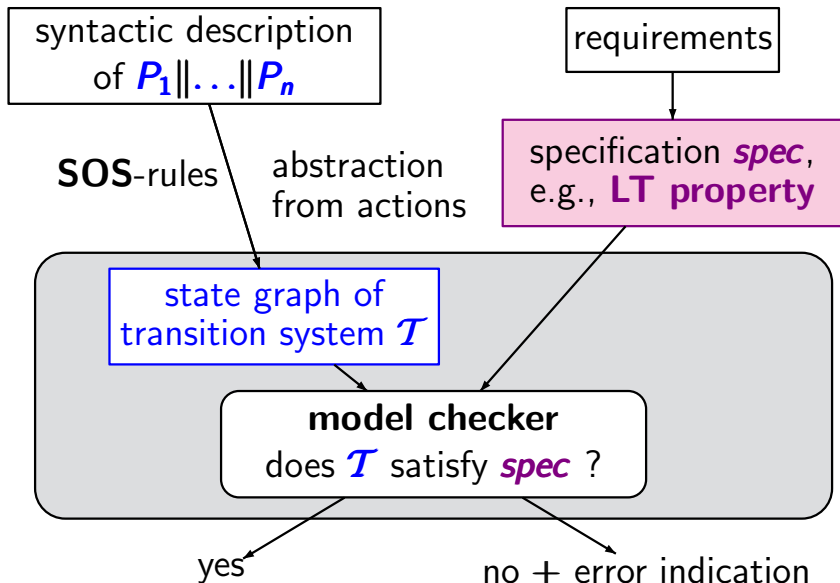 syntactic description
of P₁‖...‖Pₙ
requirements
SOS-rules
abstraction
from actions
specification spec,
e.g., LT property
state graph of
transition system 𝒯
model checker
does 𝒯 satisfy spec ?
yes
no + error indication